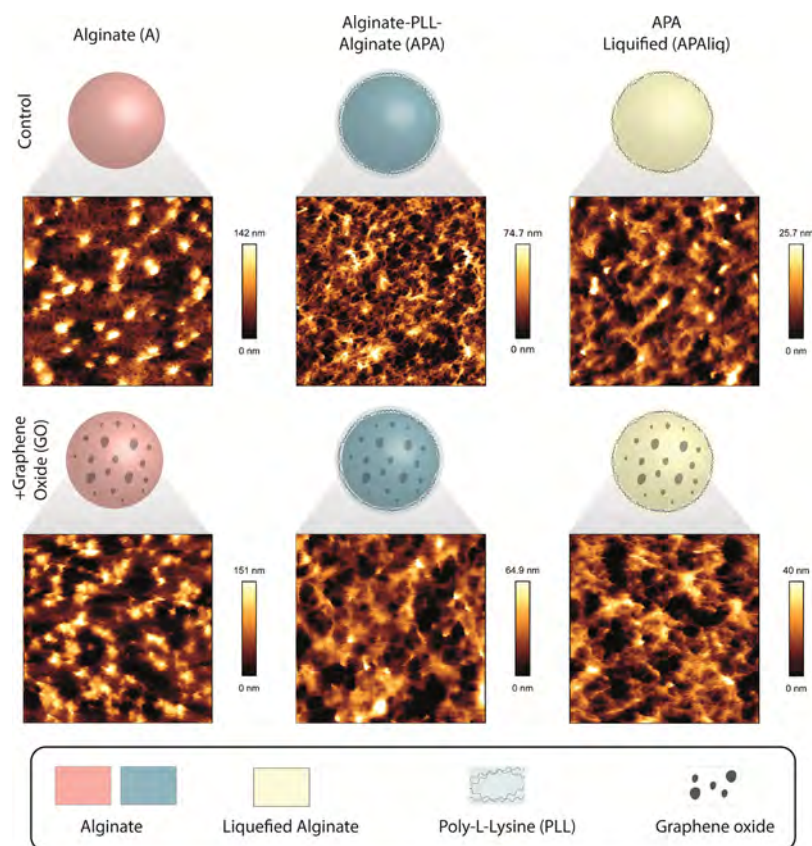 Alginate (A)
Alginate-PLL-
Alginate (APA)
APA
Liquified (APAliq)
Control
142 nm
0 nm
74.7 nm
0 nm
25.7 nm
0 nm
+Graphene
Oxide (GO)
151 nm
0 nm
64.9 nm
0 nm
40 nm
0 nm
Alginate
Liquefied Alginate
Poly-L-Lysine (PLL)
Graphene oxide